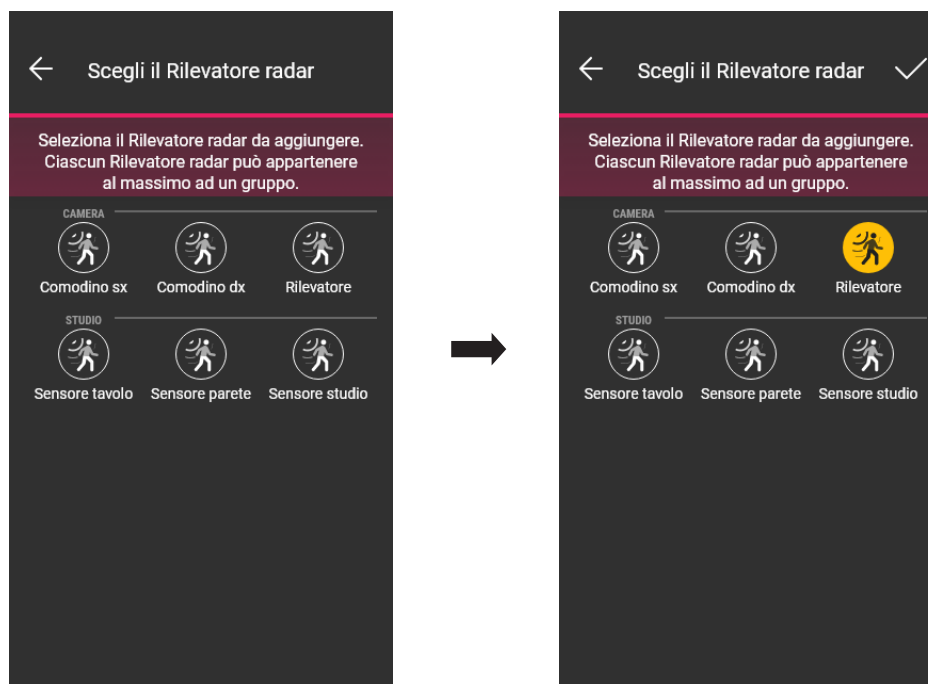 Scegli il Rilevatore radar
Seleziona il Rilevatore radar da aggiungere.
Ciascun Rilevatore radar può appartenere
al massimo ad un gruppo.
CAMERA
Comodino sx Comodino dx Rilevatore
STUDIO
Sensore tavolo Sensore parete Sensore studio
Scegli il Rilevatore radar
Seleziona il Rilevatore radar da aggiungere.
Ciascun Rilevatore radar può appartenere
al massimo ad un gruppo.
CAMERA
Comodino sx Comodino dx Rilevatore
STUDIO
Sensore tavolo Sensore parete Sensore studio